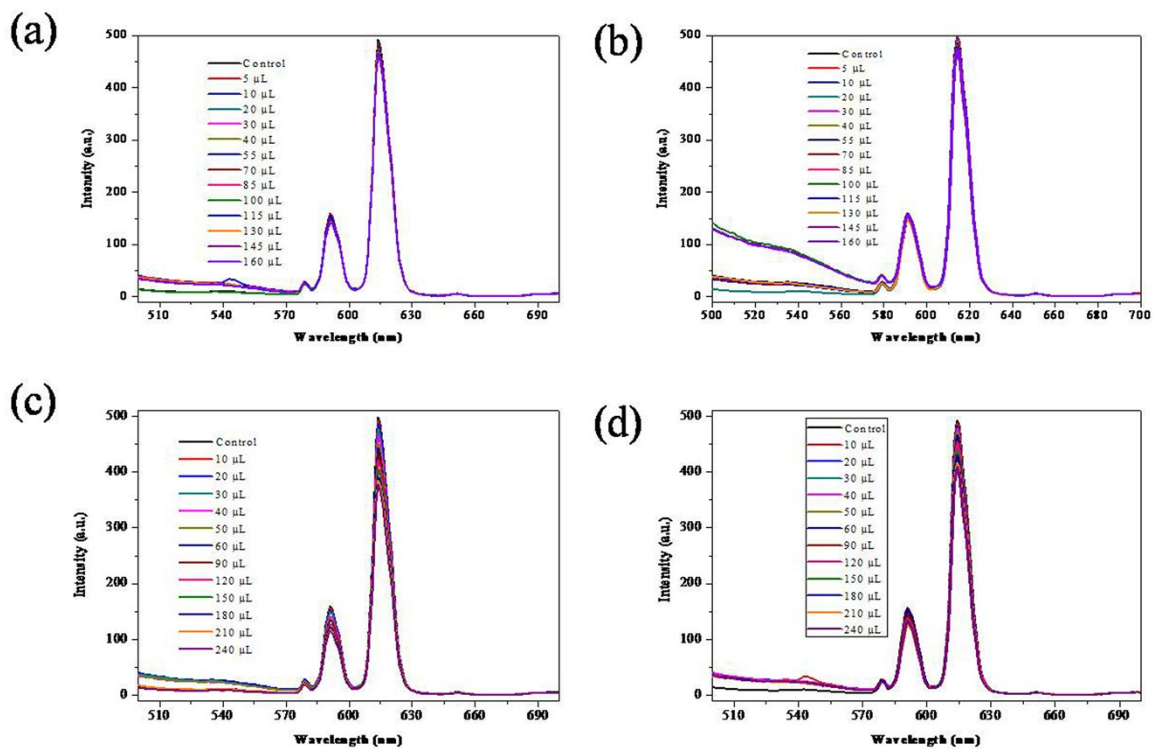 (a)
500
400
300
200
100
0
Intensity (a.u.)
Control
5 µL
10 µL
20 µL
30 µL
40 µL
55 µL
70 µL
85 µL
100 µL
115 µL
130 µL
145 µL
160 µL
510 540 570 600 630 660 690
Wavelength (nm)
(b)
500
400
300
200
100
0
Intensity (a.u.)
Control
5 µL
10 µL
20 µL
30 µL
40 µL
55 µL
70 µL
85 µL
100 µL
115 µL
130 µL
145 µL
160 µL
500 520 540 560 580 600 620 640 660 680 700
Wavelength (nm)
(c)
500
400
300
200
100
0
Intensity (a.u.)
Control
10 µL
20 µL
30 µL
40 µL
50 µL
60 µL
90 µL
120 µL
150 µL
180 µL
210 µL
240 µL
510 540 570 600 630 660 690
Wavelength (nm)
(d)
500
400
300
200
100
0
Intensity (a.u.)
Control
10 µL
20 µL
30 µL
40 µL
50 µL
60 µL
90 µL
120 µL
150 µL
180 µL
210 µL
240 µL
510 540 570 600 630 660 690
Wavelength (nm)